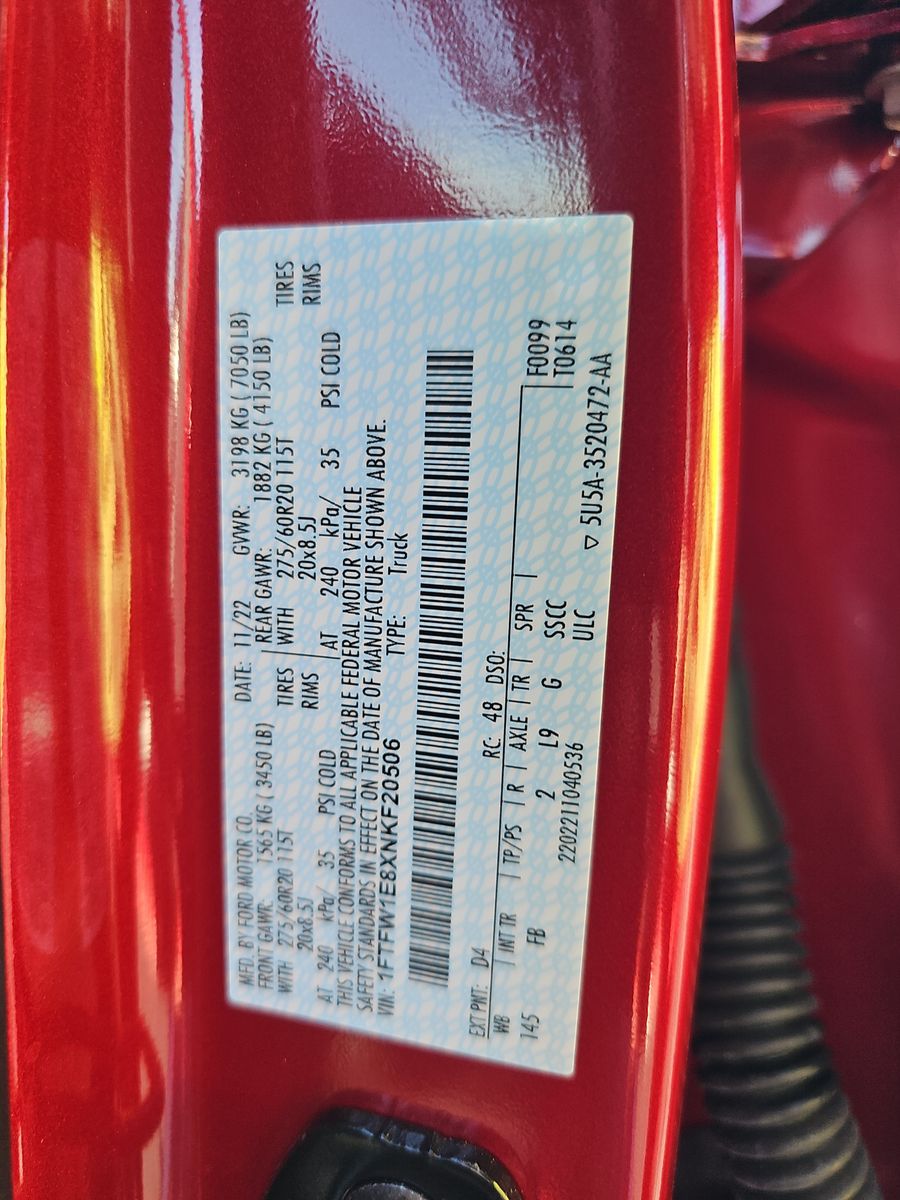 MFD. BY FORD MOTOR CO. DATE: 11/22 GVWR: 3198 KG ( 7050 LB)
FRONT GAWR: 1565 KG ( 3450 LB) REAR GAWR: 1882 KG ( 4150 LB)
WITH 275/60R20 115T TIRES WITH 275/60R20 115T TIRES
20x8.5J RIMS 20x8.5J RIMS
AT 240 kPa/ 35 PSI COLD AT 240 kPa/ 35 PSI COLD
THIS VEHICLE CONFORMS TO ALL APPLICABLE FEDERAL MOTOR VEHICLE
SAFETY STANDARDS IN EFFECT ON THE DATE OF MANUFACTURE SHOWN ABOVE.
VIN: 1FTFW1E8XNKF20506 TYPE: Truck
EXT PNT: D4 RC: 48 DSO:
WB INT TR TP/PS R AXLE TR SPR F0099
145 FB 2 L9 G SSCC T0614
2202211040536 ULC
▽ 5U5A-3520472-AA